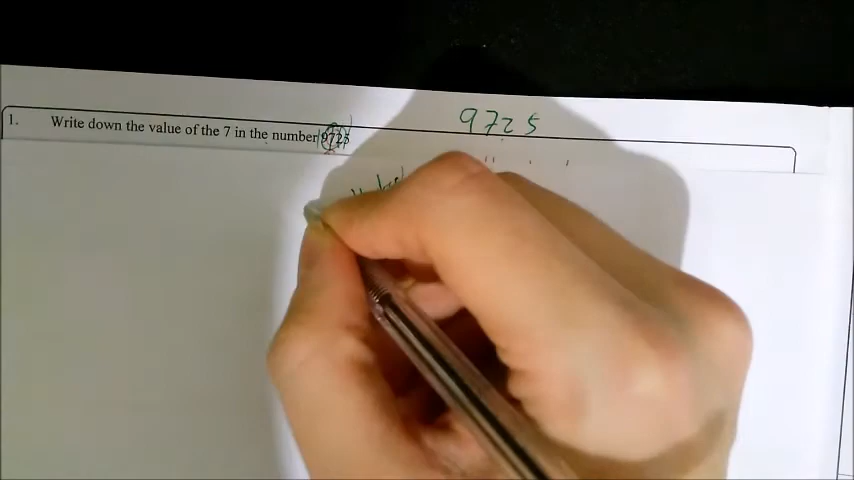 9725
1. Write down the value of the 7 in the number 9725